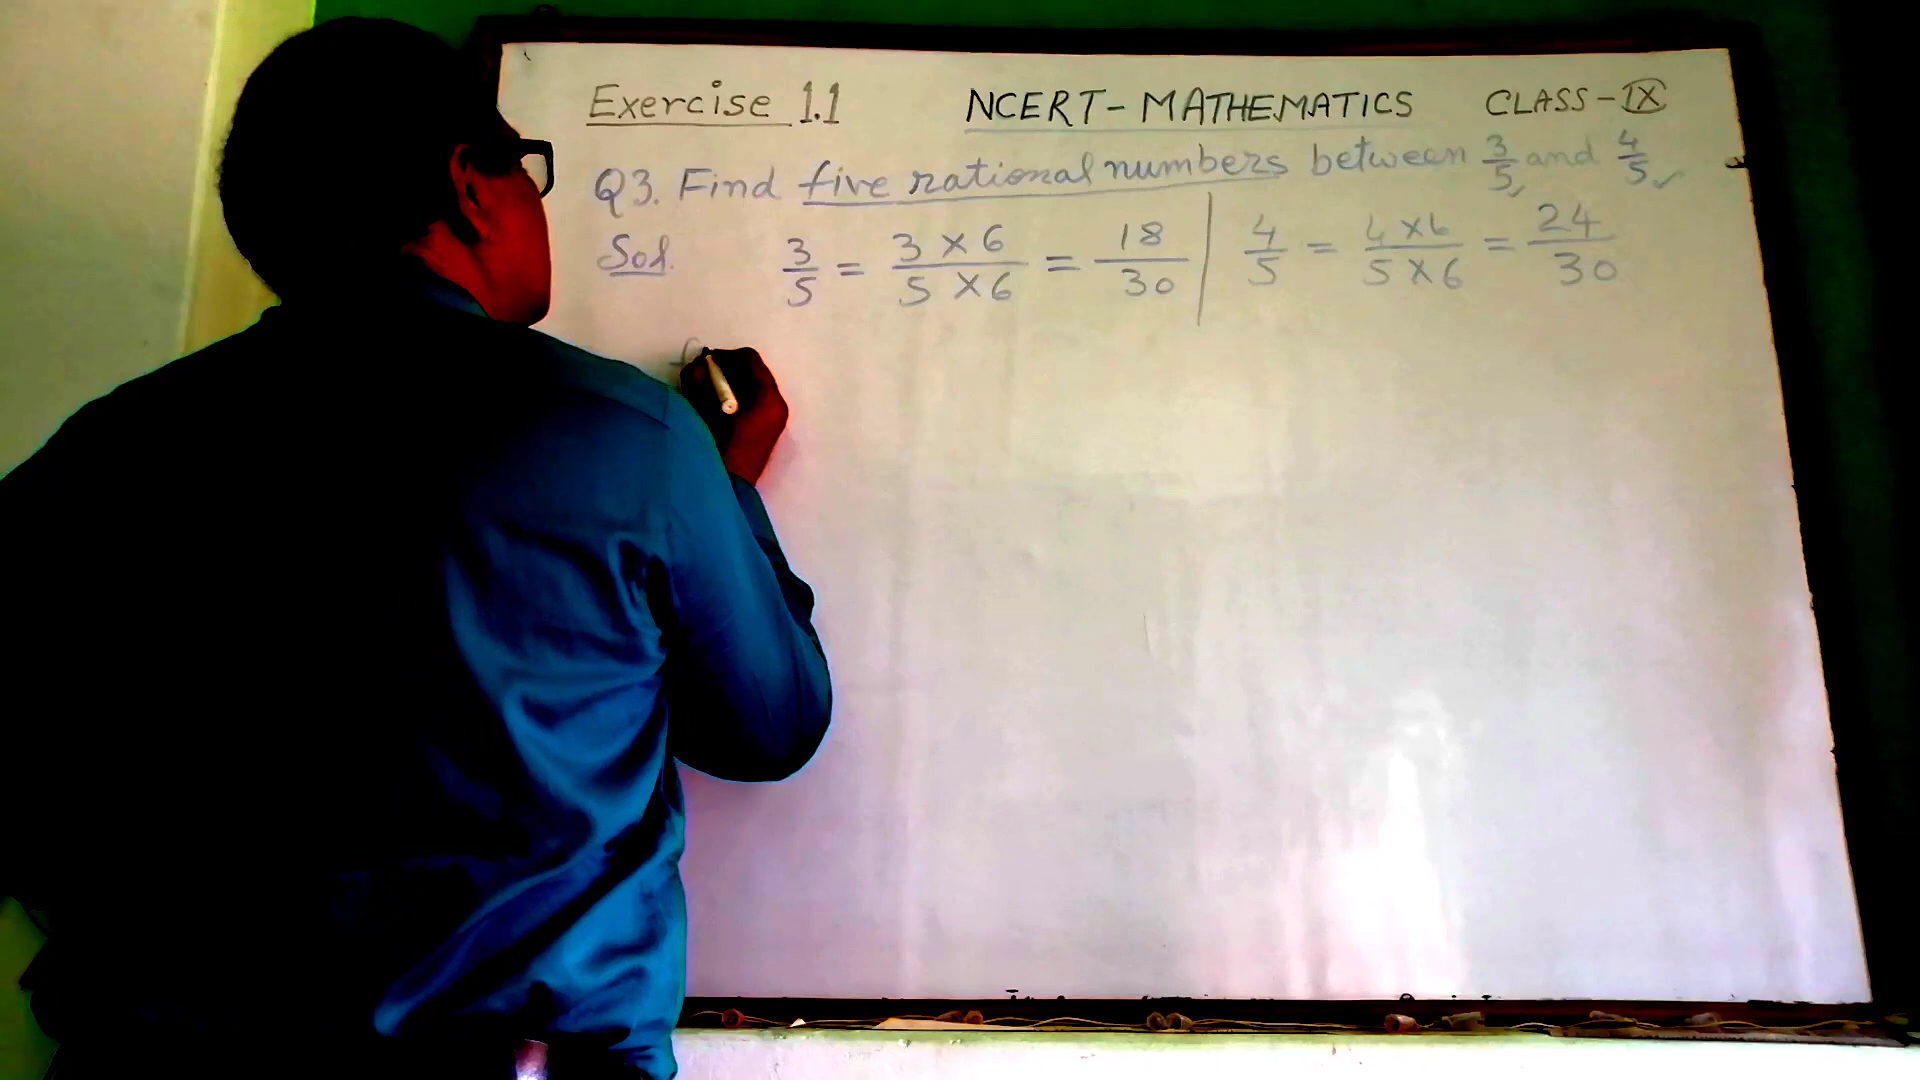 Exercise 1.1 NCERT-MATHEMATICS CLASS-IX
Q3. Find five rational numbers between 3/5 and 4/5
Sol. 3/5 = 3×6/5×6 = 18/30 | 4/5 = 4×6/5×6 = 24/30